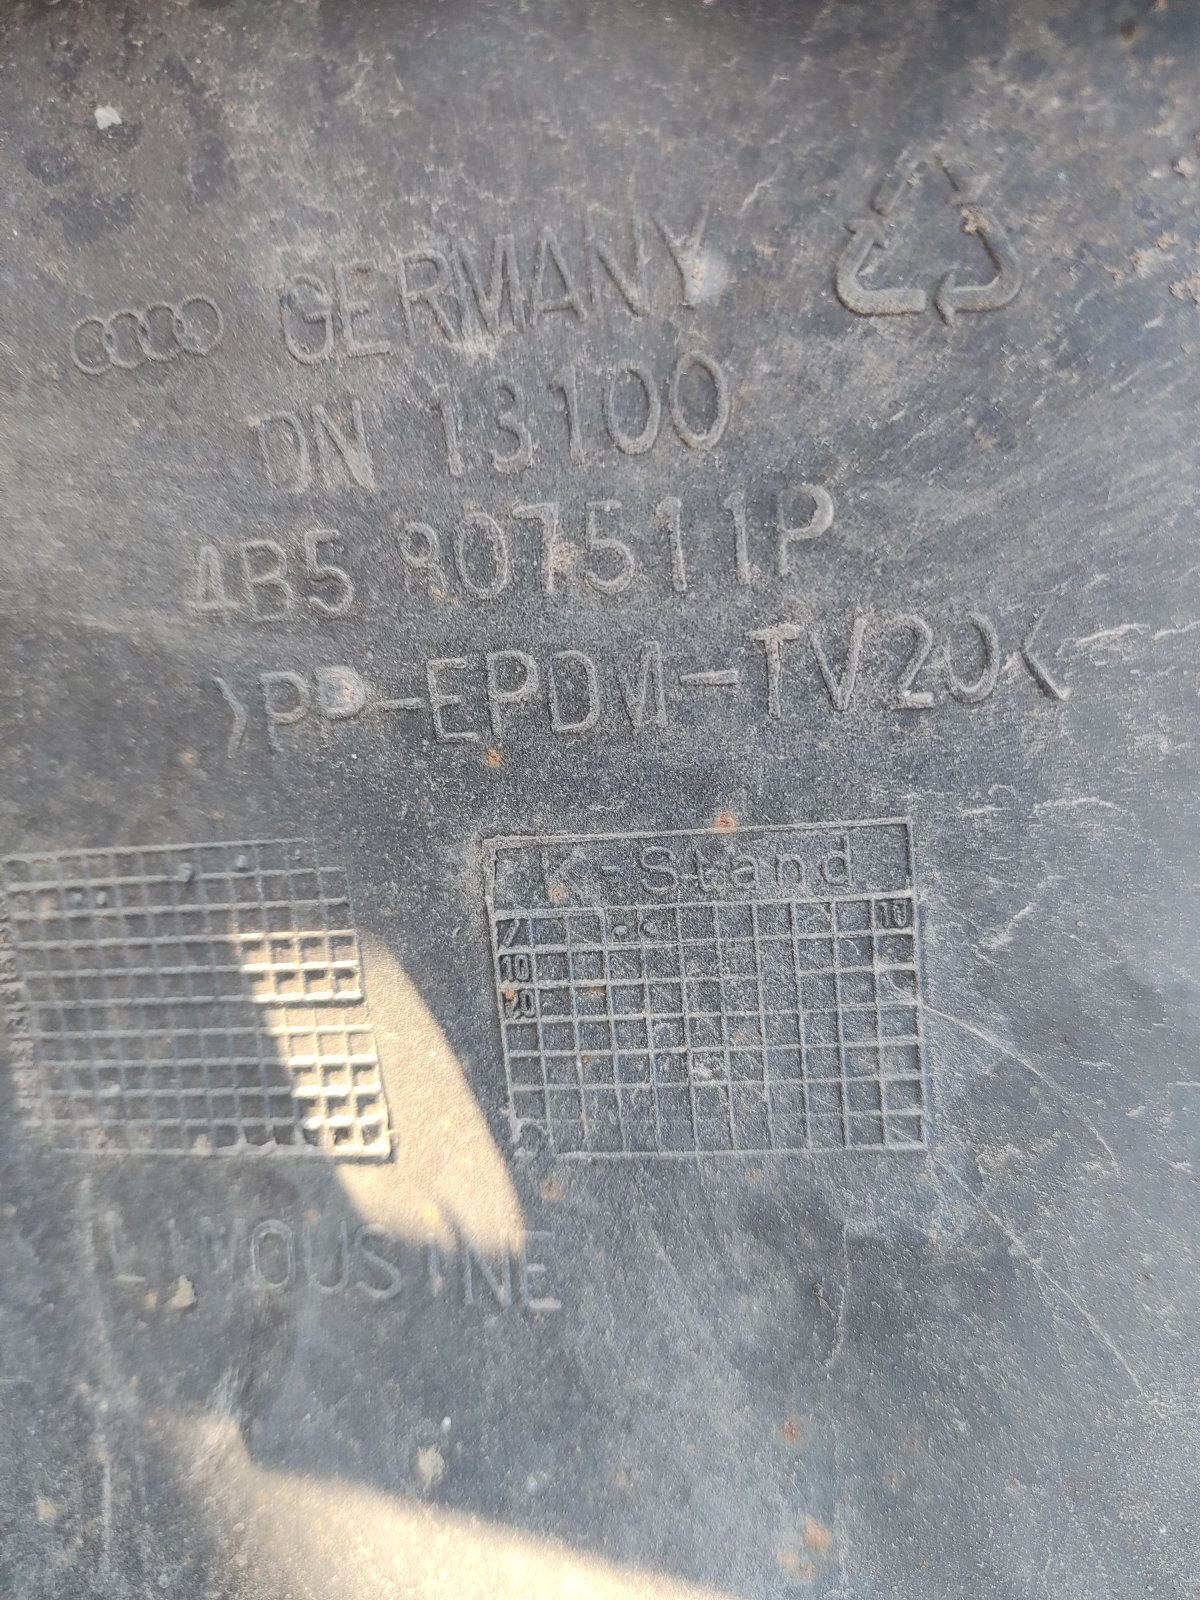 GERMANY
DN 13100
4B5 807511P
>PP-EPDM-TV20<
K-Stand
10
10
20
LIMOUSINE